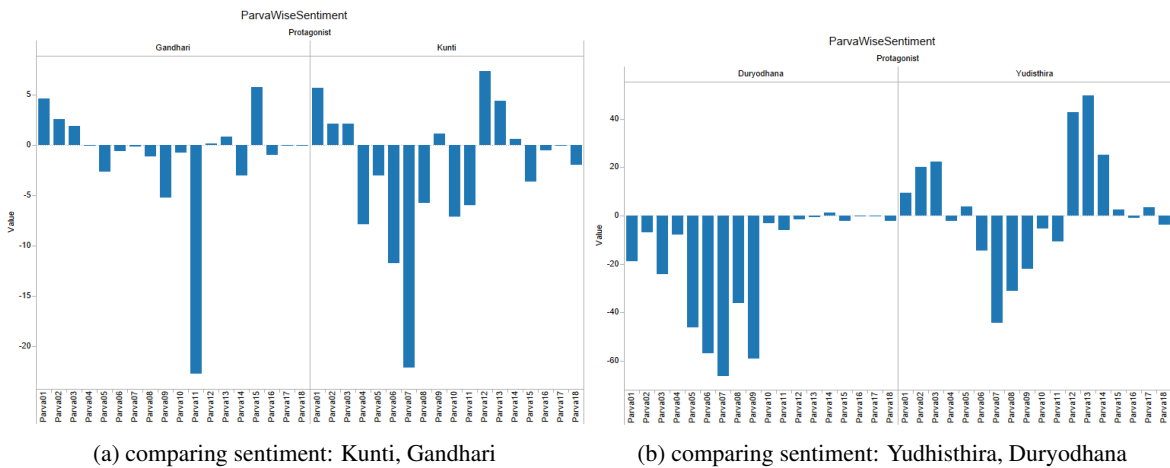 ParvaWiseSentiment
Protagonist
Gandhari Kunti
5
0
-5
-10
-15
-20
Value
Parva01 Parva02 Parva03 Parva04 Parva05 Parva06 Parva07 Parva08 Parva09 Parva10 Parva11 Parva12 Parva13 Parva14 Parva15 Parva16 Parva17 Parva18 Parva01 Parva02 Parva03 Parva04 Parva05 Parva06 Parva07 Parva08 Parva09 Parva10 Parva11 Parva12 Parva13 Parva14 Parva15 Parva16 Parva17 Parva18
(a) comparing sentiment: Kunti, Gandhari
ParvaWiseSentiment
Protagonist
Duryodhana Yudisthira
40
20
0
-20
-40
-60
Value
Parva01 Parva02 Parva03 Parva04 Parva05 Parva06 Parva07 Parva08 Parva09 Parva10 Parva11 Parva12 Parva13 Parva14 Parva15 Parva16 Parva17 Parva18 Parva01 Parva02 Parva03 Parva04 Parva05 Parva06 Parva07 Parva08 Parva09 Parva10 Parva11 Parva12 Parva13 Parva14 Parva15 Parva16 Parva17 Parva18
(b) comparing sentiment: Yudhisthira, Duryodhana